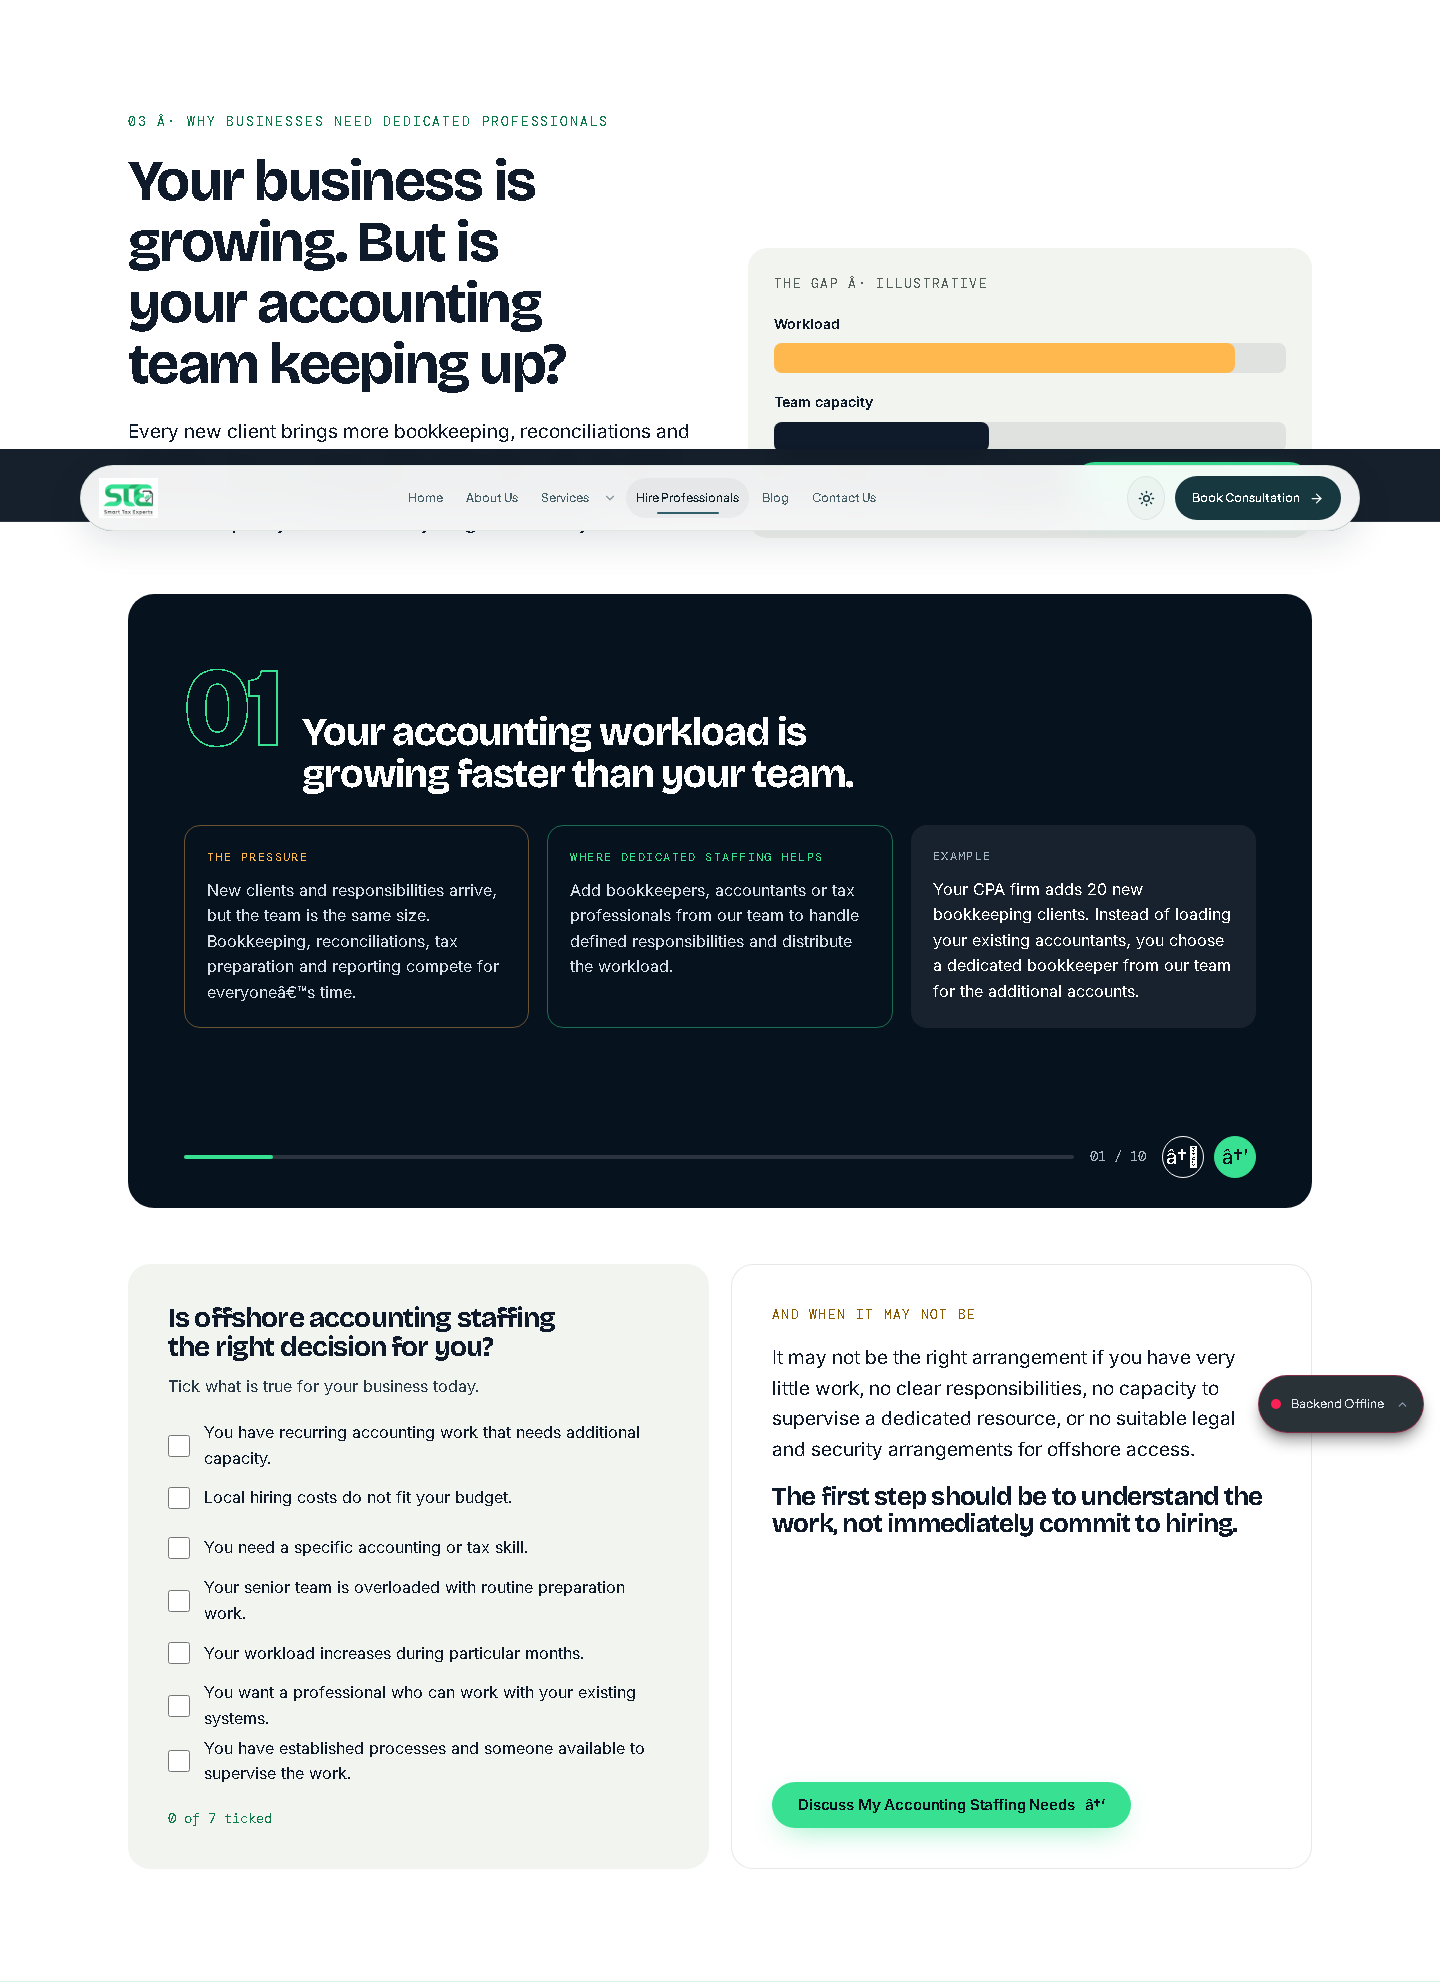 03 Â· WHY BUSINESSES NEED DEDICATED PROFESSIONALS
Your business is
growing. But is
your accounting
team keeping up?
Every new client brings more bookkeeping, reconciliations and
THE GAP Â· ILLUSTRATIVE
Workload
Team capacity
STE
Smart Tax Experts
Home
About Us
Services
Hire Professionals
Blog
Contact Us
Book Consultation →
01
Your accounting workload is
growing faster than your team.
THE PRESSURE
New clients and responsibilities arrive,
but the team is the same size.
Bookkeeping, reconciliations, tax
preparation and reporting compete for
everyoneâ€™s time.
WHERE DEDICATED STAFFING HELPS
Add bookkeepers, accountants or tax
professionals from our team to handle
defined responsibilities and distribute
the workload.
EXAMPLE
Your CPA firm adds 20 new
bookkeeping clients. Instead of loading
your existing accountants, you choose
a dedicated bookkeeper from our team
for the additional accounts.
01 / 10
â†
â†’
Is offshore accounting staffing
the right decision for you?
Tick what is true for your business today.
You have recurring accounting work that needs additional
capacity.
Local hiring costs do not fit your budget.
You need a specific accounting or tax skill.
Your senior team is overloaded with routine preparation
work.
Your workload increases during particular months.
You want a professional who can work with your existing
systems.
You have established processes and someone available to
supervise the work.
0 of 7 ticked
AND WHEN IT MAY NOT BE
It may not be the right arrangement if you have very
little work, no clear responsibilities, no capacity to
supervise a dedicated resource, or no suitable legal
and security arrangements for offshore access.
The first step should be to understand the
work, not immediately commit to hiring.
Discuss My Accounting Staffing Needs â†’
Backend Offline